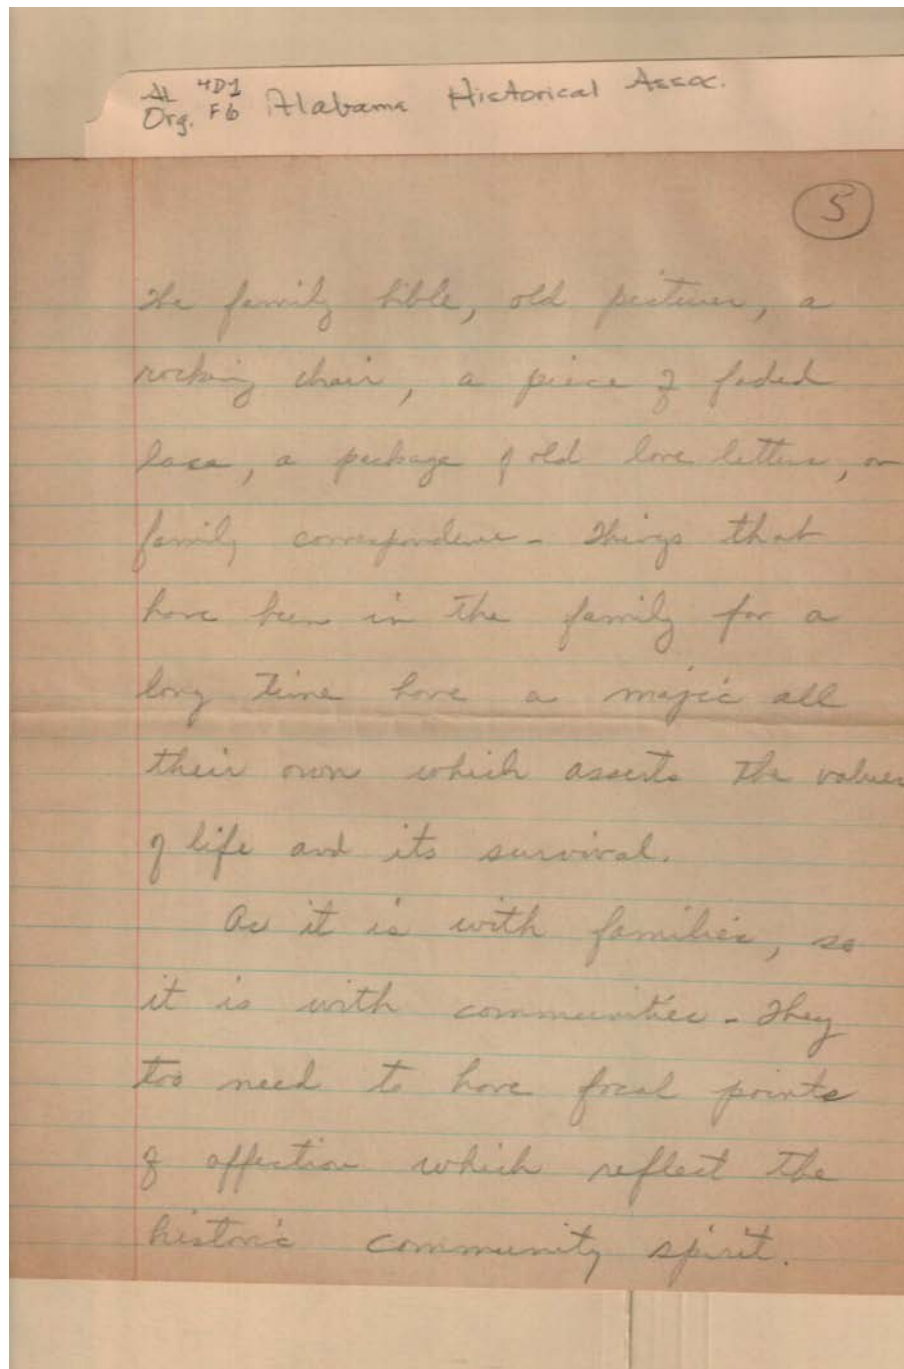 AL 4D1
Org. F6 Alabama Historical Assoc.
5
The family bible, old pictures, a
rocking chair, a piece of faded
lace, a package of old love letters, or
family correspondence - Things that
have been in the family for a
long time have a majic all
their own which asserts the values
of life and its survival.
As it is with families, so
it is with communities - They
too need to have focal points
of affection which reflect the
historic community spirit.